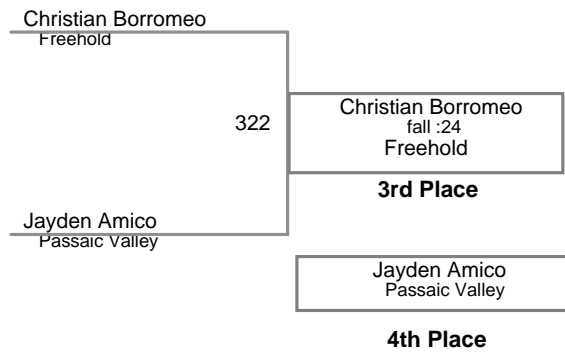 Christian Borromeo
Freehold
322
Christian Borromeo
fall :24
Freehold
3rd Place
Jayden Amico
Passaic Valley
Jayden Amico
Passaic Valley
4th Place